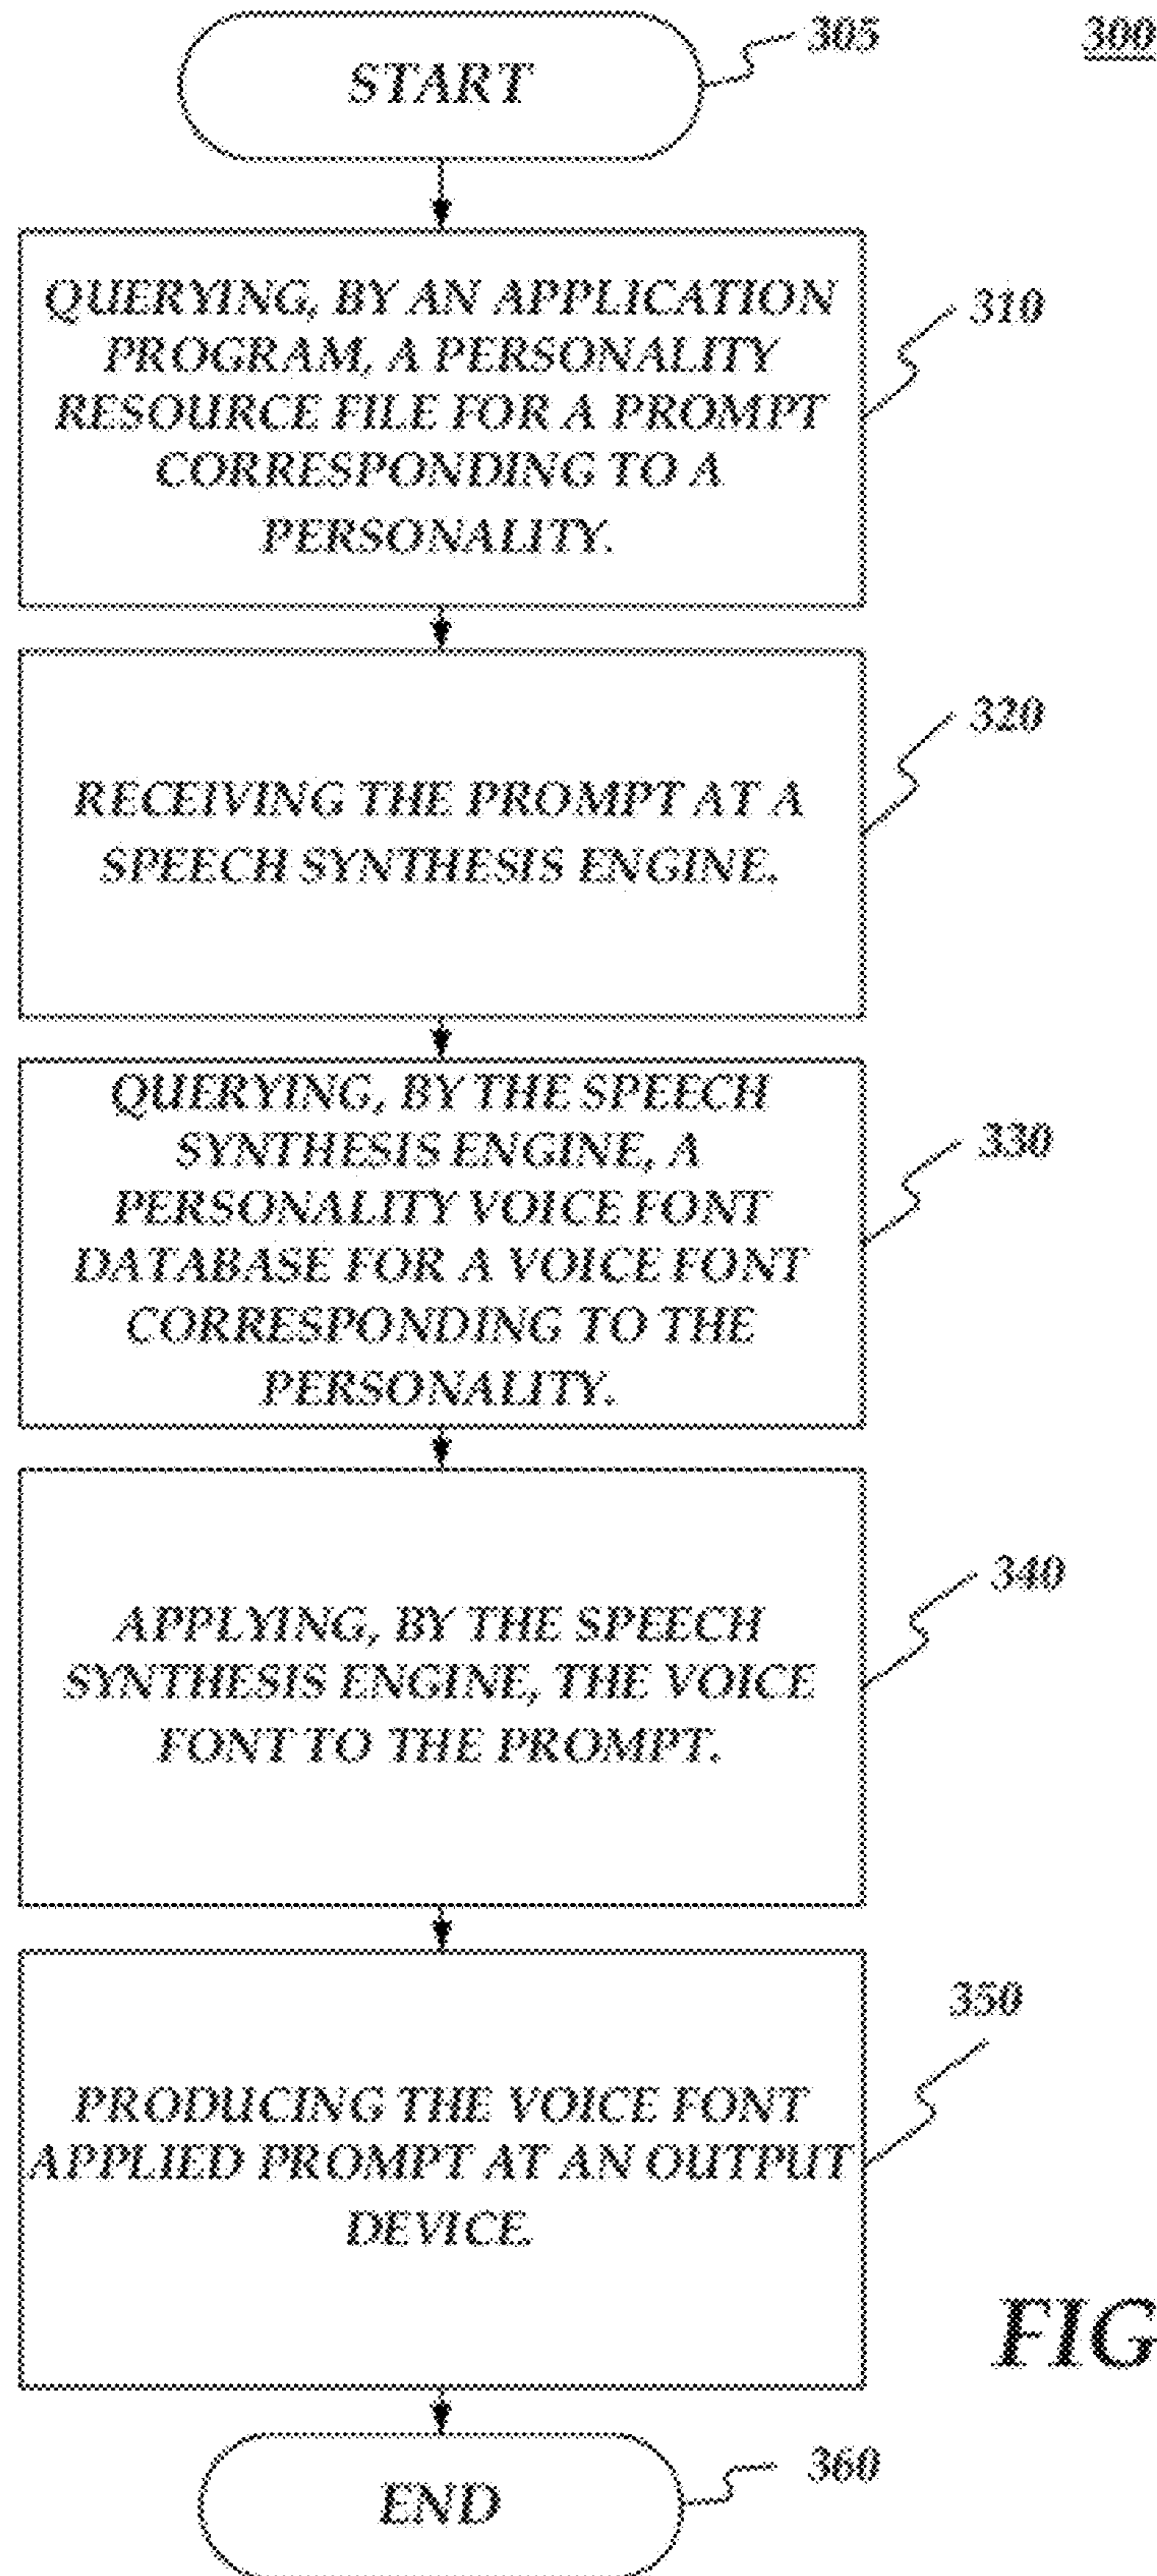 305
300
START
QUERYING, BY AN APPLICATION
PROGRAM, A PERSONALITY
RESOURCE FILE FOR A PROMPT
CORRESPONDING TO A
PERSONALITY.
310
RECEIVING THE PROMPT AT A
SPEECH SYNTHESIS ENGINE.
320
QUERYING, BY THE SPEECH
SYNTHESIS ENGINE, A
PERSONALITY VOICE FONT
DATABASE FOR A VOICE FONT
CORRESPONDING TO THE
PERSONALITY.
330
APPLYING, BY THE SPEECH
SYNTHESIS ENGINE, THE VOICE
FONT TO THE PROMPT.
340
PRODUCING THE VOICE FONT
APPLIED PROMPT AT AN OUTPUT
DEVICE.
350
FIG
END
360